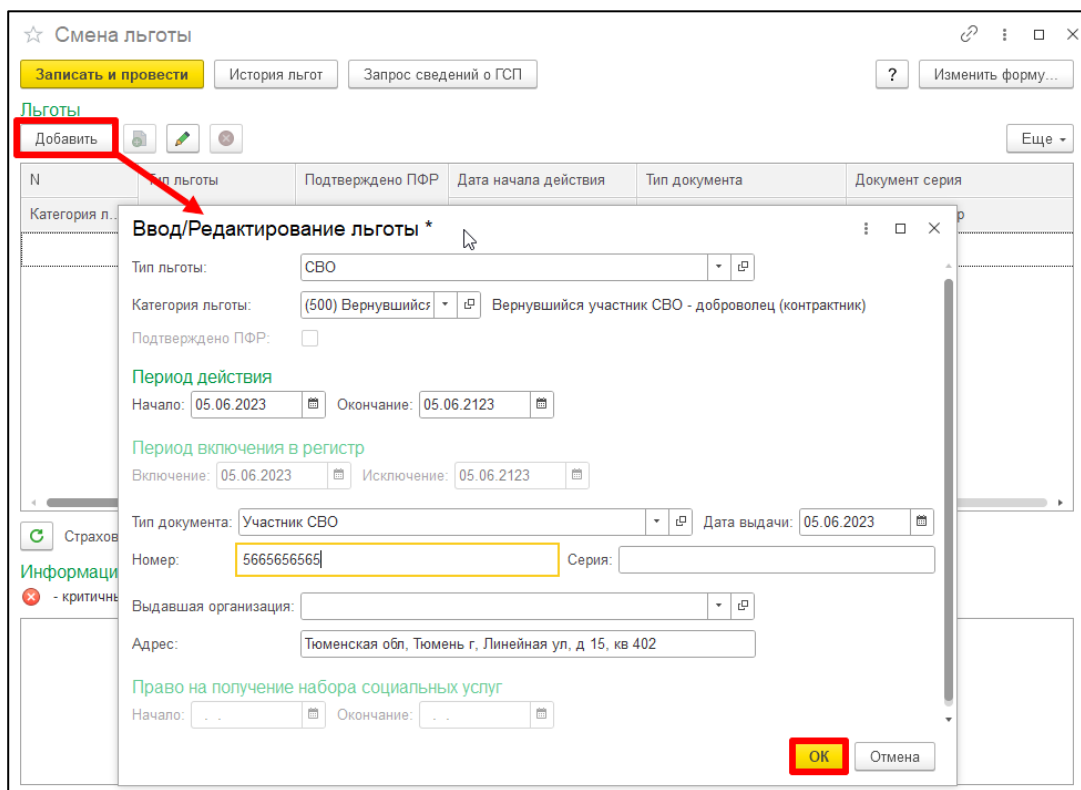 Смена льготы
Записать и провести История льгот Запрос сведений о ГСП ? Изменить форму...
Льготы
Добавить Еще
N Тип льготы Подтверждено ПФР Дата начала действия Тип документа Документ серия
Категория л...
Ввод/Редактирование льготы *
Тип льготы: СВО
Категория льготы: (500) Вернувшийся Вернувшийся участник СВО - доброволец (контрактник)
Подтверждено ПФР:
Период действия
Начало: 05.06.2023 Окончание: 05.06.2123
Период включения в регистр
Включение: 05.06.2023 Исключение: 05.06.2123
Тип документа: Участник СВО Дата выдачи: 05.06.2023
Страхов
Номер: 5665656565 Серия:
Информаци
- критичнь
Выдавшая организация:
Адрес: Тюменская обл, Тюмень г, Линейная ул, д 15, кв 402
Право на получение набора социальных услуг
Начало: . . Окончание: . .
ОК Отмена